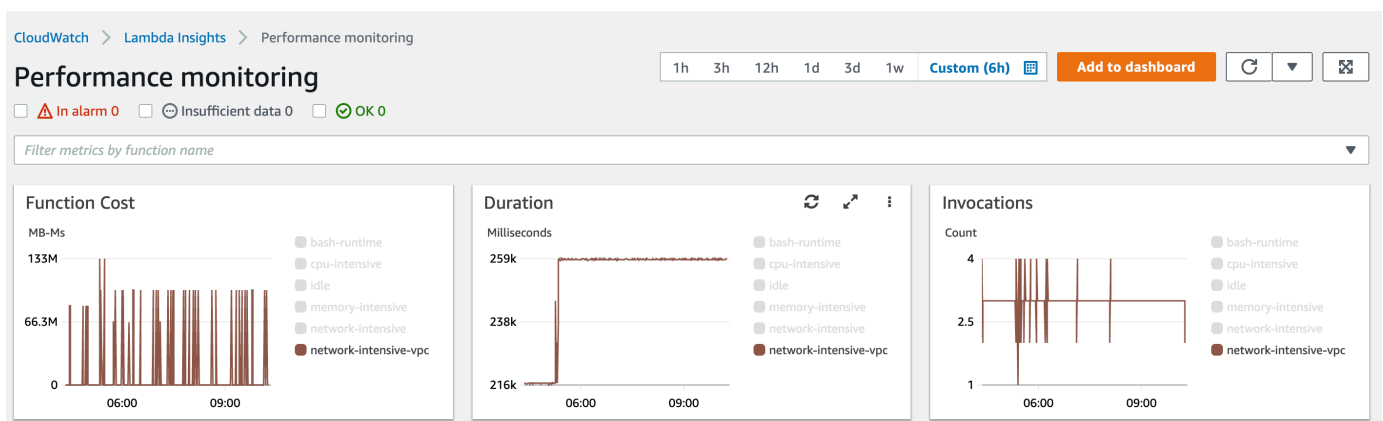 CloudWatch > Lambda Insights > Performance monitoring
Performance monitoring
1h 3h 12h 1d 3d 1w Custom (6h)
Add to dashboard
In alarm 0
Insufficient data 0
OK 0
Filter metrics by function name
Function Cost
MB-Ms
133M
66.3M
0
06:00 09:00
bash-runtime
cpu-intensive
idle
memory-intensive
network-intensive
network-intensive-vpc
Duration
Milliseconds
259k
238k
216k
06:00 09:00
bash-runtime
cpu-intensive
idle
memory-intensive
network-intensive
network-intensive-vpc
Invocations
Count
4
2.5
1
06:00 09:00
bash-runtime
cpu-intensive
idle
memory-intensive
network-intensive
network-intensive-vpc